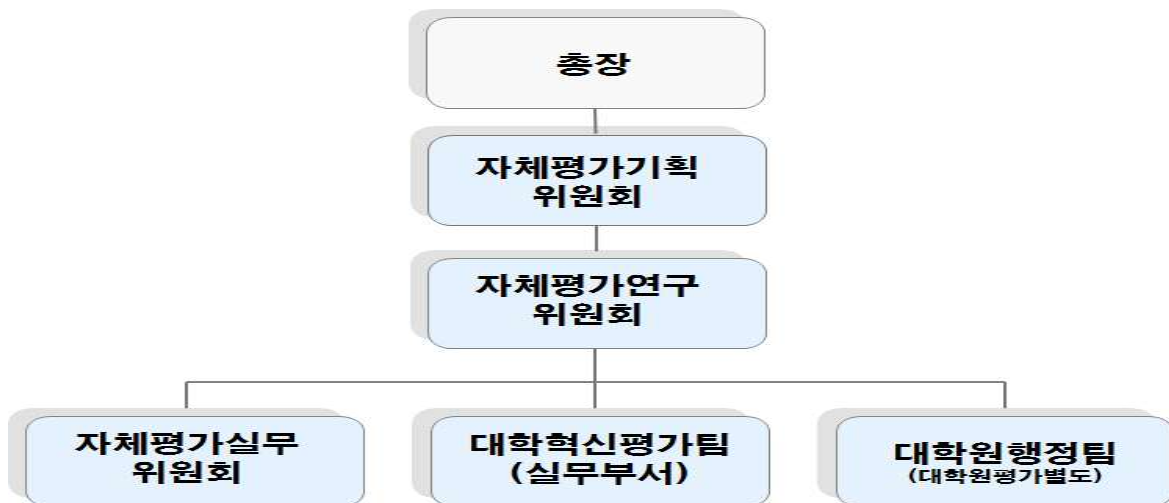 총장
자체평가기획
위원회
자체평가연구
위원회
자체평가실무
위원회
대학혁신평가팀
(실무부서)
대학원행정팀
(대학원평가별도)